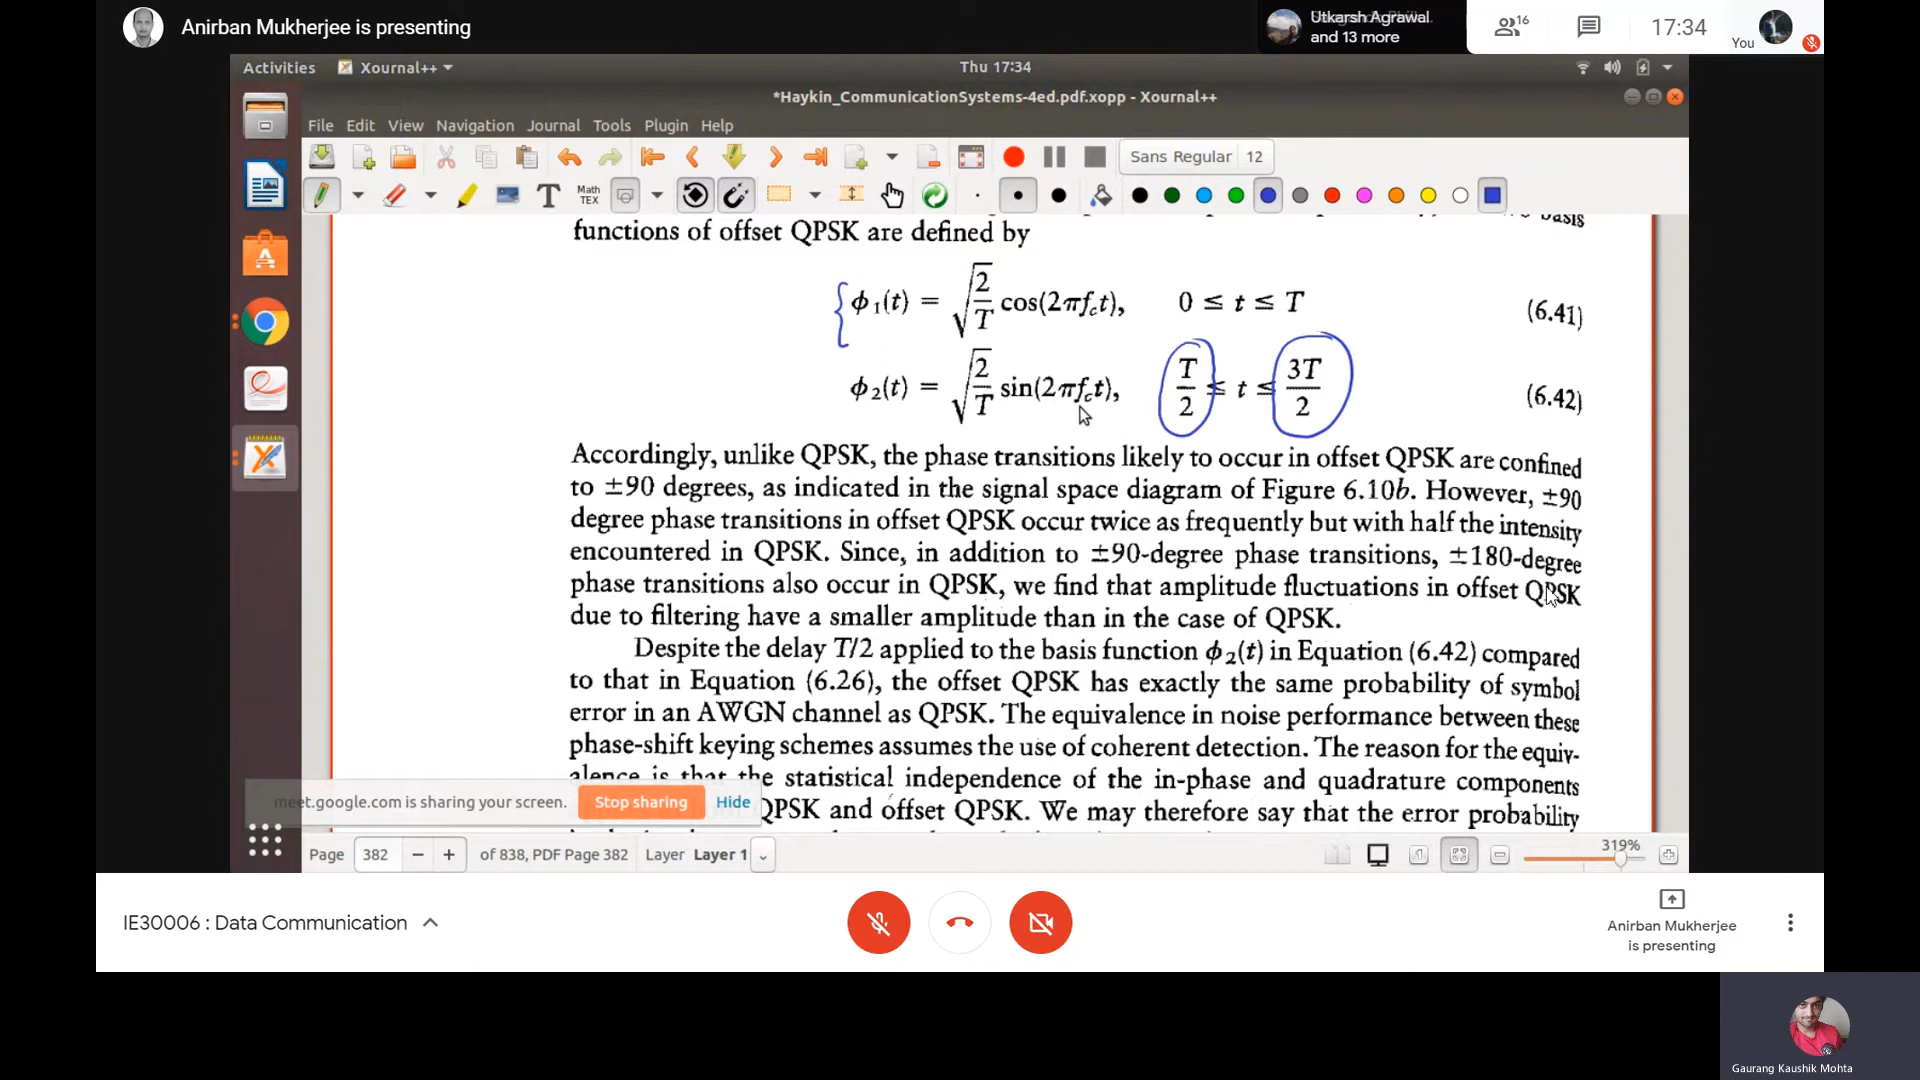 Anirban Mukherjee is presenting
Utkarsh Agrawal
and 13 more
16
17:34
You
Activities
Xournal++
Thu 17:34
*Haykin_CommunicationSystems-4ed.pdf.xopp - Xournal++
File Edit View Navigation Journal Tools Plugin Help
Sans Regular 12
T Math TEX
basis
functions of offset QPSK are defined by
ϕ₁(t) = √(2/T) cos(2πf_c t), 0 ≤ t ≤ T (6.41)
ϕ₂(t) = √(2/T) sin(2πf_c t), T/2 ≤ t ≤ 3T/2 (6.42)
Accordingly, unlike QPSK, the phase transitions likely to occur in offset QPSK are confined
to ±90 degrees, as indicated in the signal space diagram of Figure 6.10b. However, ±90
degree phase transitions in offset QPSK occur twice as frequently but with half the intensity
encountered in QPSK. Since, in addition to ±90-degree phase transitions, ±180-degree
phase transitions also occur in QPSK, we find that amplitude fluctuations in offset QPSK
due to filtering have a smaller amplitude than in the case of QPSK.
Despite the delay T/2 applied to the basis function ϕ₂(t) in Equation (6.42) compared
to that in Equation (6.26), the offset QPSK has exactly the same probability of symbol
error in an AWGN channel as QPSK. The equivalence in noise performance between these
phase-shift keying schemes assumes the use of coherent detection. The reason for the equiv-
alence is that the statistical independence of the in-phase and quadrature components
QPSK and offset QPSK. We may therefore say that the error probability
meet.google.com is sharing your screen. Stop sharing Hide
Page 382 − + of 838, PDF Page 382 Layer Layer 1
319%
IE30006 : Data Communication
Anirban Mukherjee
is presenting
Gaurang Kaushik Mohta